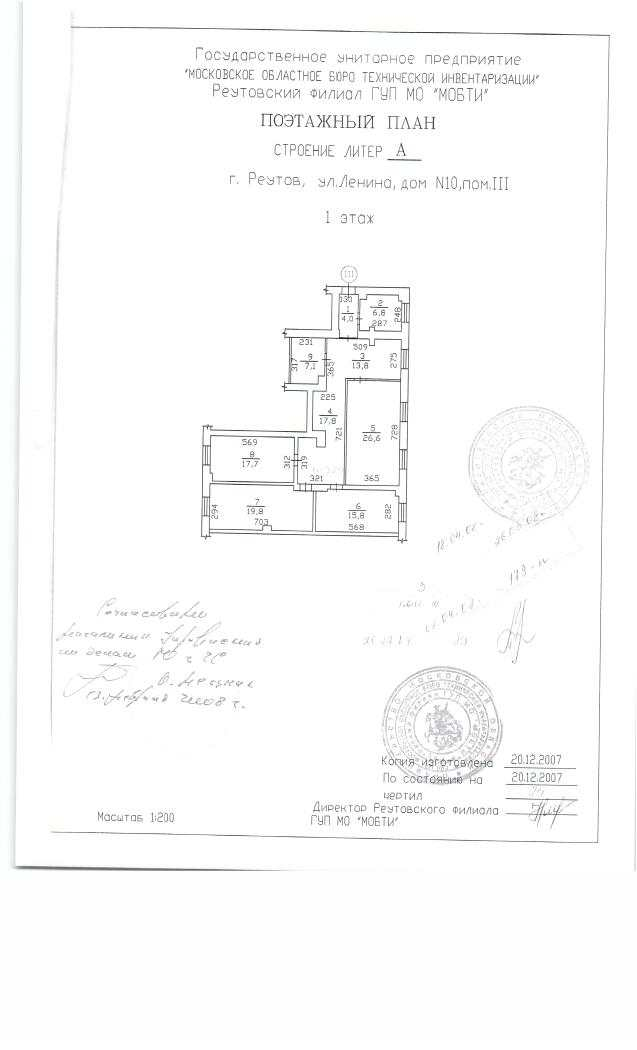 Государственное унитарное предприятие
"МОСКОВСКОЕ ОБЛАСТНОЕ БЮРО ТЕХНИЧЕСКОЙ ИНВЕНТАРИЗАЦИИ"
Реутовский филиал ГУП МО "МОБТИ"
ПОЭТАЖНЫЙ ПЛАН
СТРОЕНИЕ ЛИТЕР А
г. Реутов, ул.Ленина, дом N10,пом.III
1 этаж
III
130
1
4,0
2
6,8
287
248
231
9
7,1
317
365
509
3
13,8
275
225
4
17,8
721
5
26,6
728
365
569
8
17,7
312
319
321
7
19,8
294
703
6
15,8
282
568
2008 г.
Копия изготовлена 20.12.2007
По состоянию на 20.12.2007
чертил
Директор Реутовского филиала
ГУП МО "МОБТИ"
Масштаб 1:200